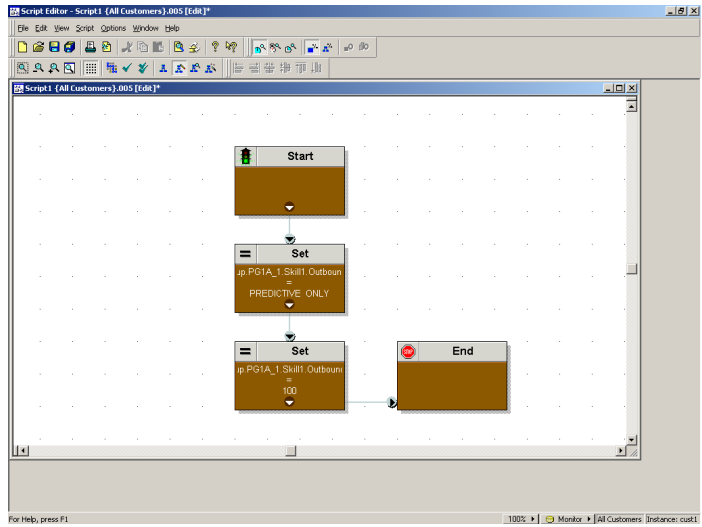 Script Editor - Script1 {All Customers}.005 [Edit]*
File Edit View Script Options Window Help
Script1 {All Customers}.005 [Edit]*
Start
Set
up.PG1A_1.Skill1.Outboun
=
PREDICTIVE_ONLY
Set
up.PG1A_1.Skill1.Outboun
=
100
End
STOP
For Help, press F1
100% Monitor All Customers Instance: cust1